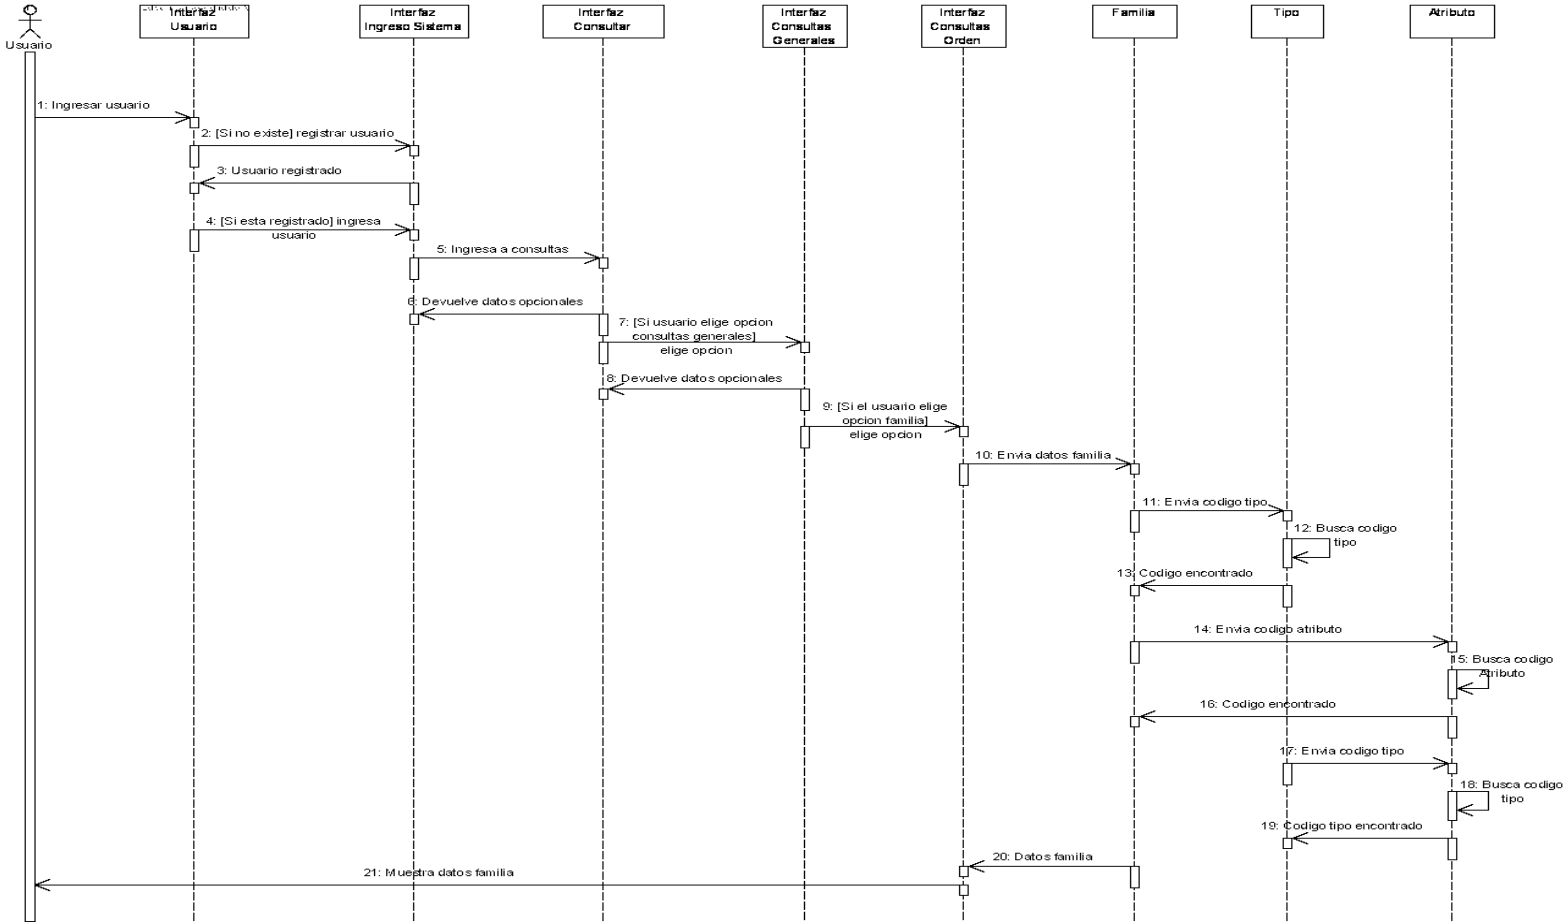 Interfaz
Usuario
Interfaz
Ingreso Sistema
Interfaz
Consultar
Interfaz
Consultas
Generales
Interfaz
Consultas
Orden
Familia
Tipo
Atributo
Usuario
1: Ingresar usuario
2: [Si no existe] registrar usuario
3: Usuario registrado
4: [Si esta registrado] ingresa
usuario
5: Ingresa a consultas
6: Devuelve datos opcionales
7: [Si usuario elige opcion
consultas generales]
elige opcion
8: Devuelve datos opcionales
9: [Si el usuario elige
opcion familia]
elige opcion
10: Envia datos familia
11: Envia codigo tipo
12: Busca codigo
tipo
13: Codigo encontrado
14: Envia codigo atributo
15: Busca codigo
Atributo
16: Codigo encontrado
17: Envia codigo tipo
18: Busca codigo
tipo
19: Codigo tipo encontrado
20: Datos familia
21: Muestra datos familia